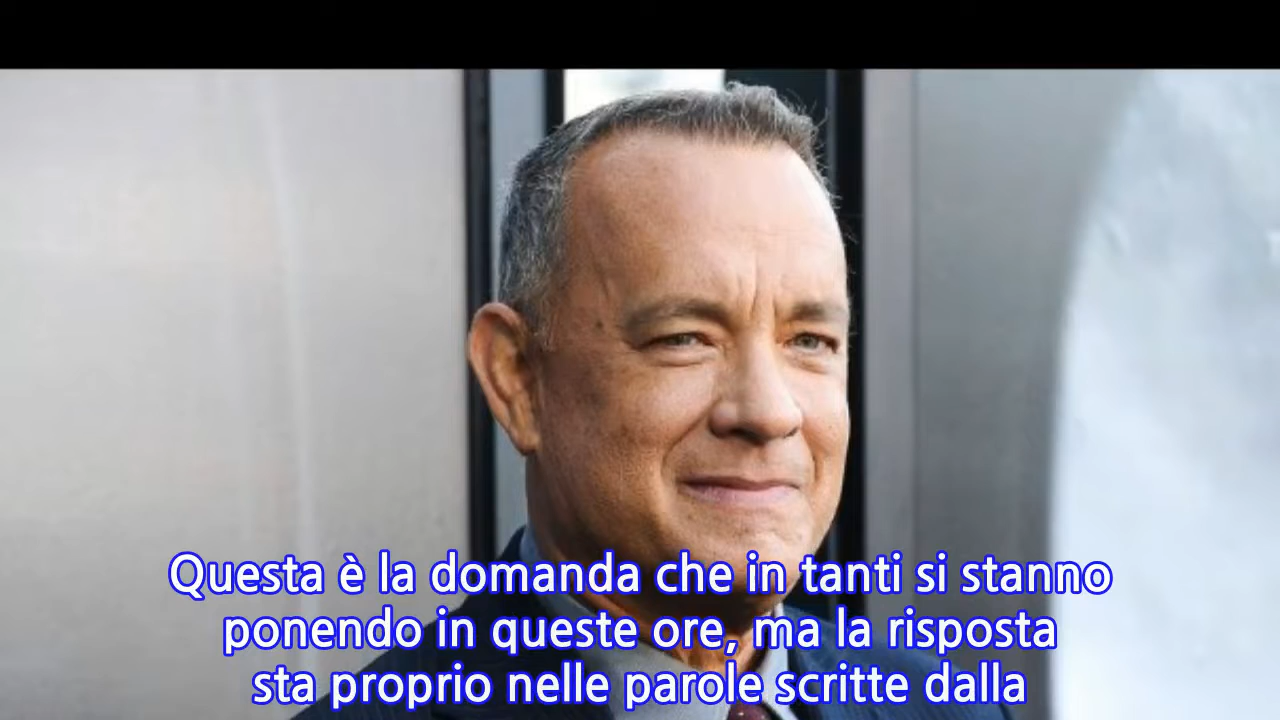 Questa è la domanda che in tanti si stanno
ponendo in queste ore, ma la risposta
sta proprio nelle parole scritte dalla